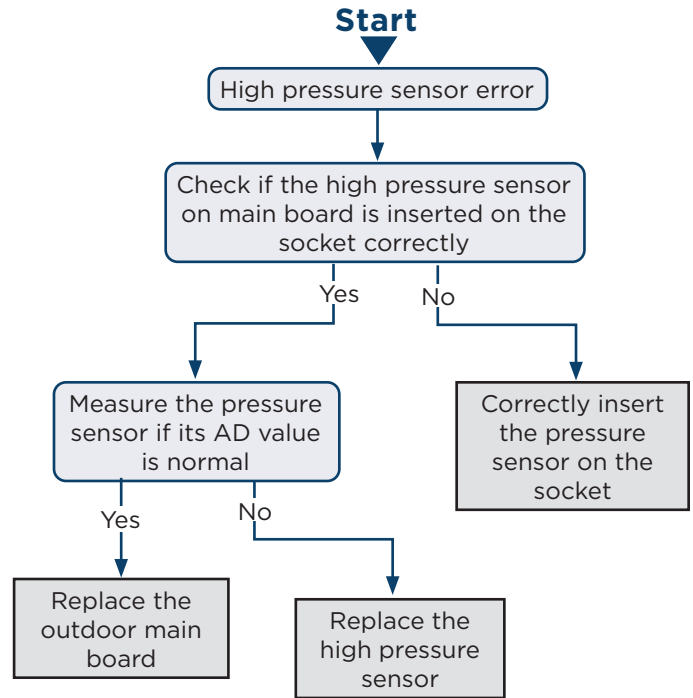 Start
High pressure sensor error
Check if the high pressure sensor
on main board is inserted on the
socket correctly
Yes
No
Measure the pressure
sensor if its AD value
is normal
Correctly insert
the pressure
sensor on the
socket
Yes
No
Replace the
outdoor main
board
Replace the
high pressure
sensor